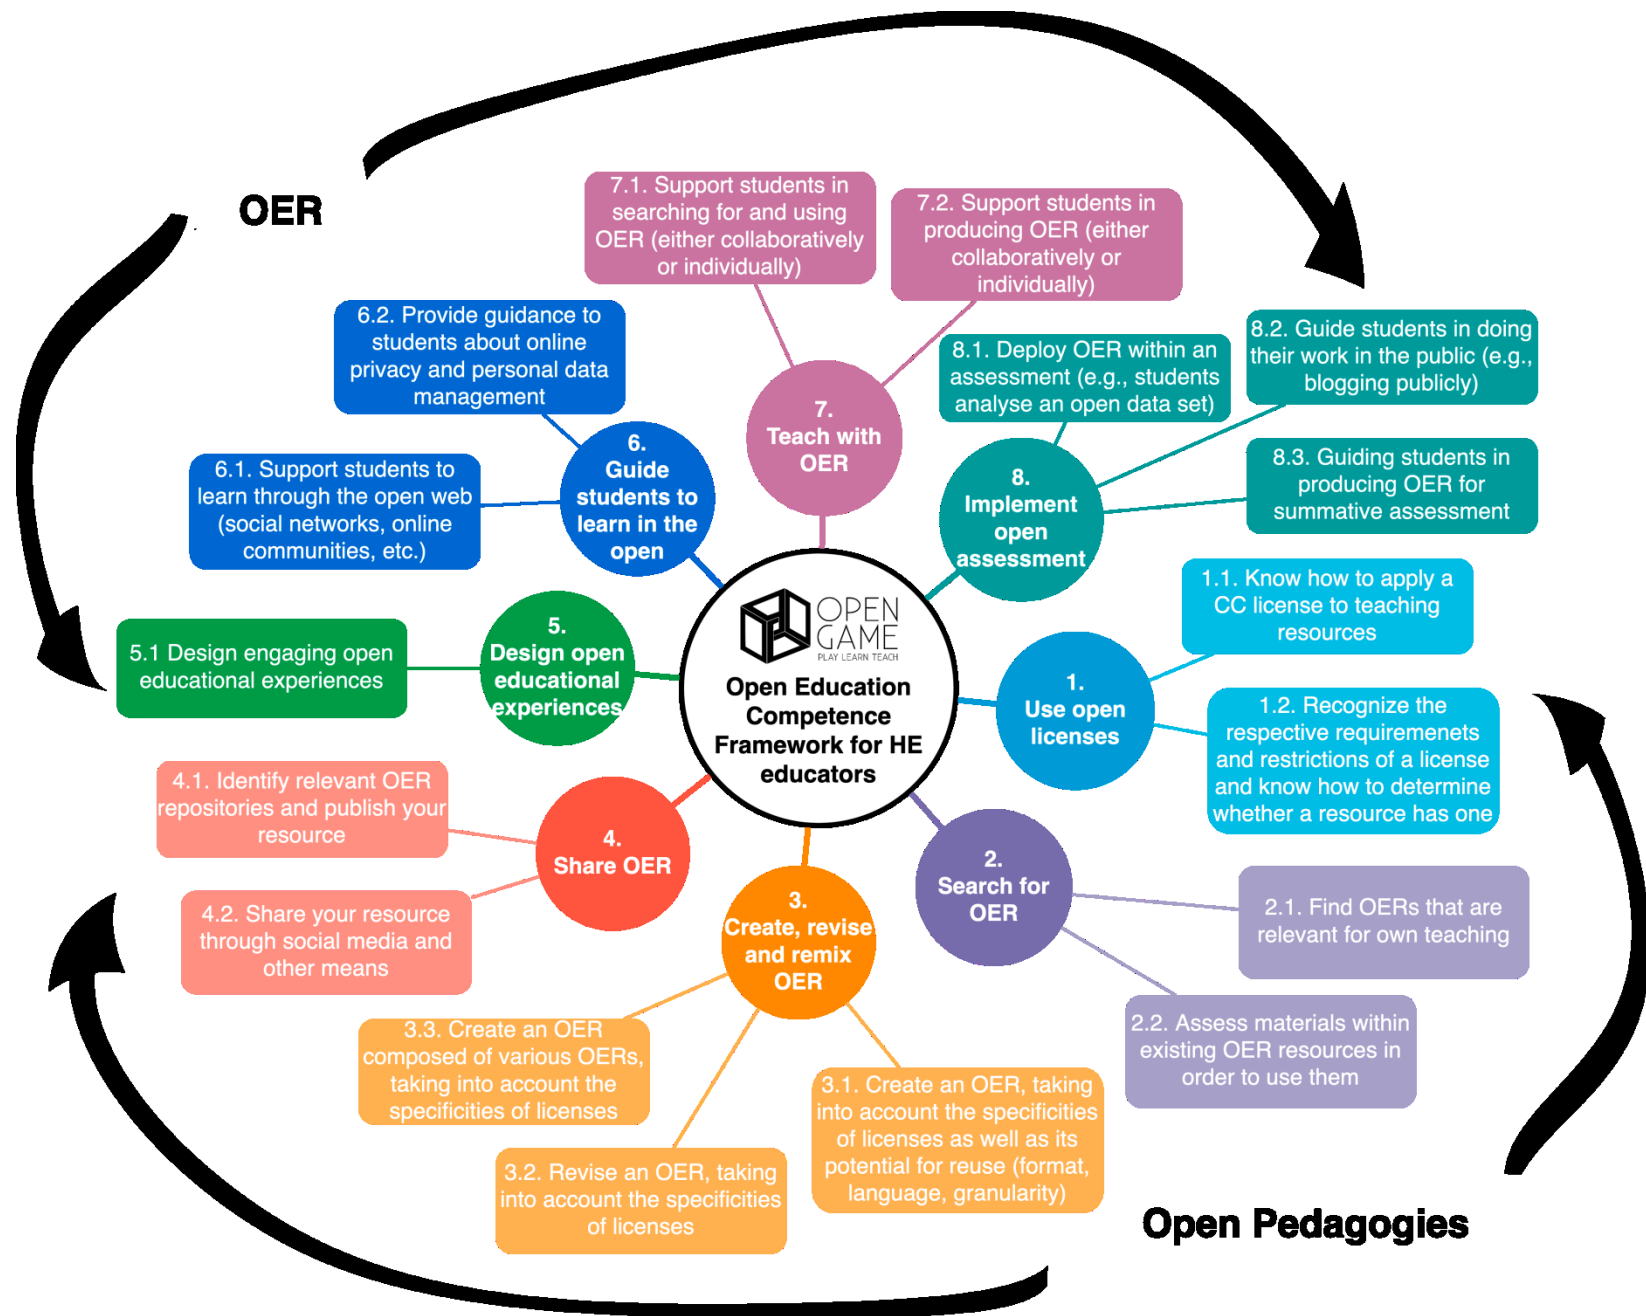 OER
7.1. Support students in
searching for and using
OER (either collaboratively
or individually)
7.2. Support students in
producing OER (either
collaboratively or
individually)
6.2. Provide guidance to
students about online
privacy and personal data
management
8.1. Deploy OER within an
assessment (e.g., students
analyse an open data set)
8.2. Guide students in doing
their work in the public (e.g.,
blogging publicly)
7.
Teach with
OER
6.
Guide
students to
learn in the
open
6.1. Support students to
learn through the open web
(social networks, online
communities, etc.)
8.
Implement
open
assessment
8.3. Guiding students in
producing OER for
summative assessment
1.1. Know how to apply a
CC license to teaching
resources
OPEN
GAME
PLAY LEARN TEACH
Open Education
Competence
Framework for HE
educators
5.
Design open
educational
experiences
5.1 Design engaging open
educational experiences
1.
Use open
licenses
1.2. Recognize the
respective requiremenets
and restrictions of a license
and know how to determine
whether a resource has one
4.1. Identify relevant OER
repositories and publish your
resource
4.
Share OER
4.2. Share your resource
through social media and
other means
2.
Search for
OER
2.1. Find OERs that are
relevant for own teaching
3.
Create, revise
and remix
OER
2.2. Assess materials within
existing OER resources in
order to use them
3.3. Create an OER
composed of various OERs,
taking into account the
specificities of licenses
3.1. Create an OER, taking
into account the specificities
of licenses as well as its
potential for reuse (format,
language, granularity)
3.2. Revise an OER, taking
into account the specificities
of licenses
Open Pedagogies